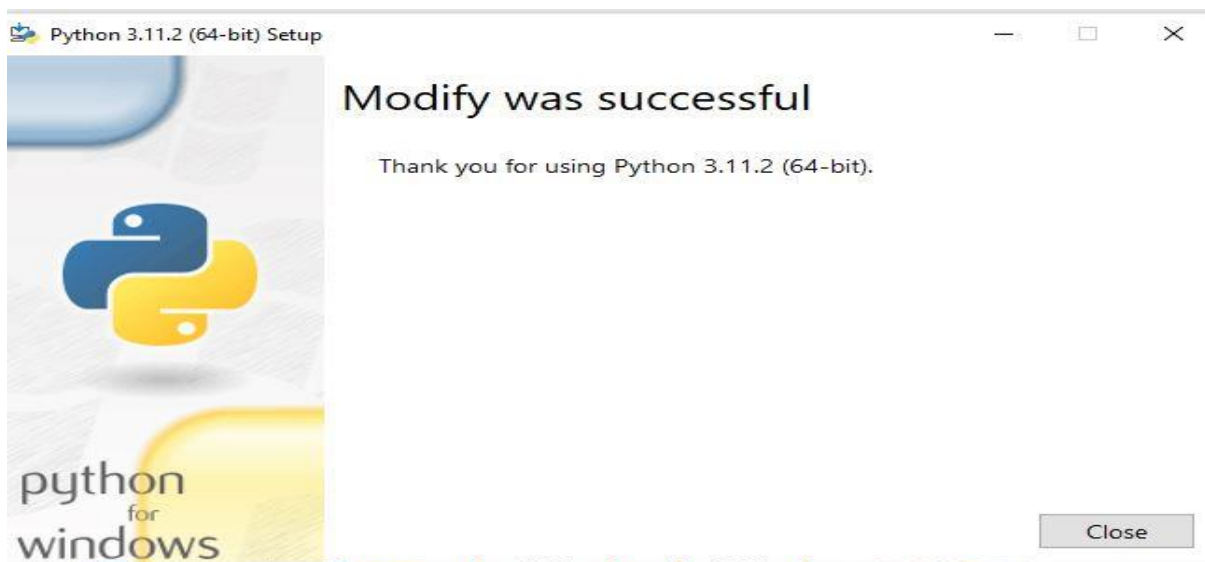 Python 3.11.2 (64-bit) Setup
Modify was successful
Thank you for using Python 3.11.2 (64-bit).
python
for
windows
Close